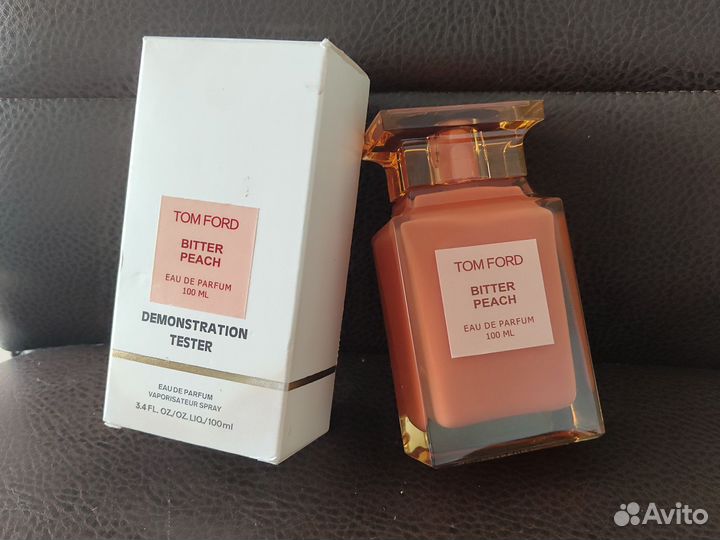 TOM FORD
BITTER
PEACH
EAU DE PARFUM
100 ML
DEMONSTRATION
TESTER
EAU DE PARFUM
VAPORISATEUR SPRAY
3.4 FL. OZ./OZ. LIQ./100ml
TOM FORD
BITTER
PEACH
EAU DE PARFUM
100 ML
Avito